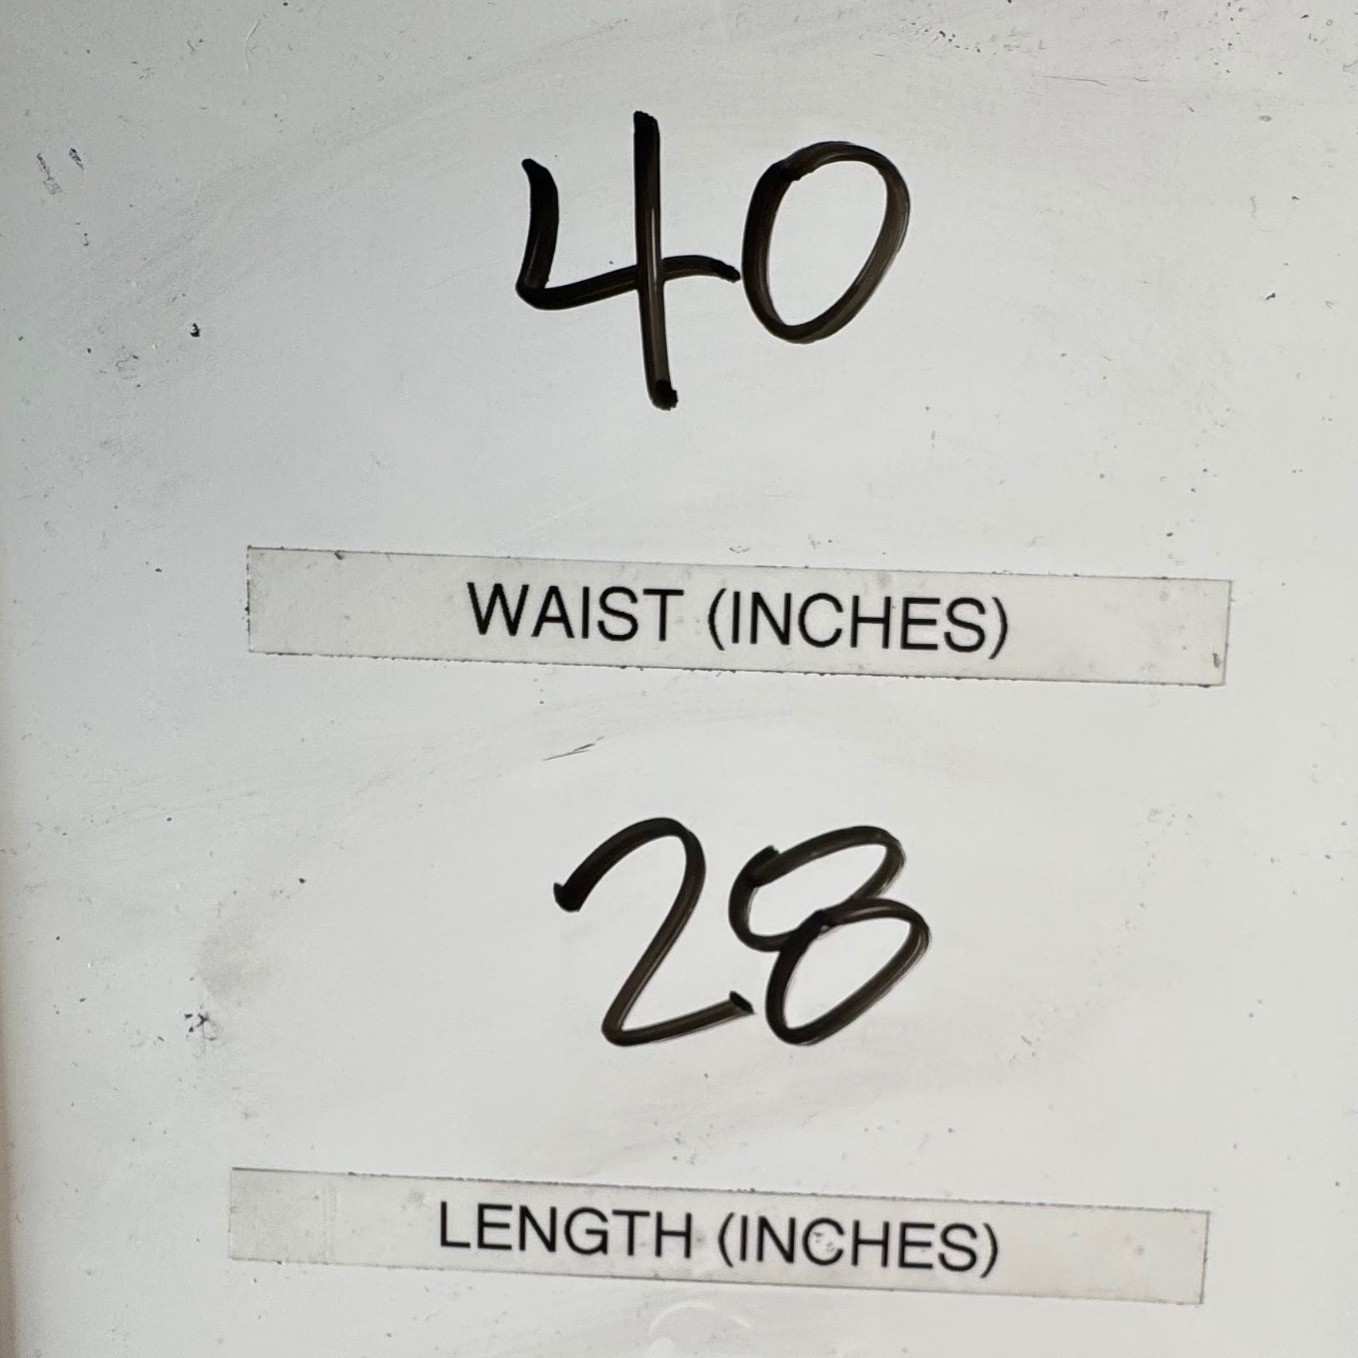 40
WAIST (INCHES)
28
LENGTH (INCHES)